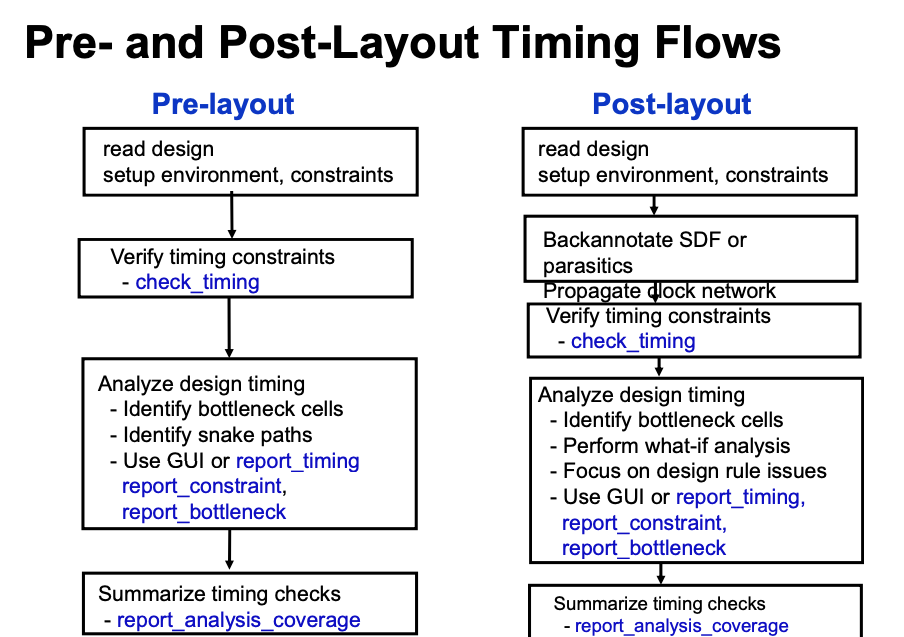 Pre- and Post-Layout Timing Flows
Pre-layout
read design
setup environment, constraints
Verify timing constraints
- check_timing
Analyze design timing
- Identify bottleneck cells
- Identify snake paths
- Use GUI or report_timing
report_constraint,
report_bottleneck
Summarize timing checks
- report_analysis_coverage
Post-layout
read design
setup environment, constraints
Backannotate SDF or
parasitics
Propagate clock network
Verify timing constraints
- check_timing
Analyze design timing
- Identify bottleneck cells
- Perform what-if analysis
- Focus on design rule issues
- Use GUI or report_timing,
report_constraint,
report_bottleneck
Summarize timing checks
- report_analysis_coverage